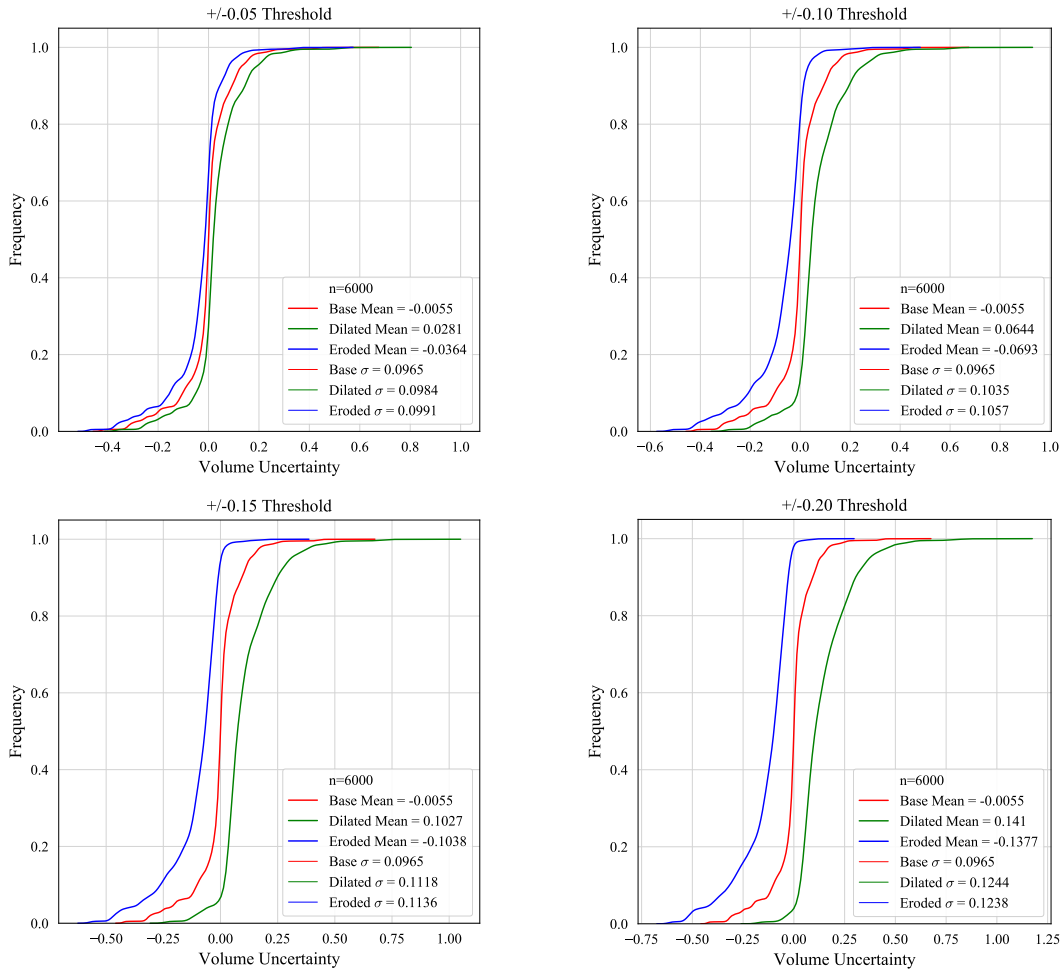 +/-0.05 Threshold
Frequency
1.0
0.8
0.6
0.4
0.2
0.0
n=6000
Base Mean = -0.0055
Dilated Mean = 0.0281
Eroded Mean = -0.0364
Base σ = 0.0965
Dilated σ = 0.0984
Eroded σ = 0.0991
−0.4 −0.2 0.0 0.2 0.4 0.6 0.8 1.0
Volume Uncertainty
+/-0.10 Threshold
Frequency
1.0
0.8
0.6
0.4
0.2
0.0
n=6000
Base Mean = -0.0055
Dilated Mean = 0.0644
Eroded Mean = -0.0693
Base σ = 0.0965
Dilated σ = 0.1035
Eroded σ = 0.1057
−0.6 −0.4 −0.2 0.0 0.2 0.4 0.6 0.8 1.0
Volume Uncertainty
+/-0.15 Threshold
Frequency
1.0
0.8
0.6
0.4
0.2
0.0
n=6000
Base Mean = -0.0055
Dilated Mean = 0.1027
Eroded Mean = -0.1038
Base σ = 0.0965
Dilated σ = 0.1118
Eroded σ = 0.1136
−0.50 −0.25 0.00 0.25 0.50 0.75 1.00
Volume Uncertainty
+/-0.20 Threshold
Frequency
1.0
0.8
0.6
0.4
0.2
0.0
n=6000
Base Mean = -0.0055
Dilated Mean = 0.141
Eroded Mean = -0.1377
Base σ = 0.0965
Dilated σ = 0.1244
Eroded σ = 0.1238
−0.75 −0.50 −0.25 0.00 0.25 0.50 0.75 1.00 1.25
Volume Uncertainty